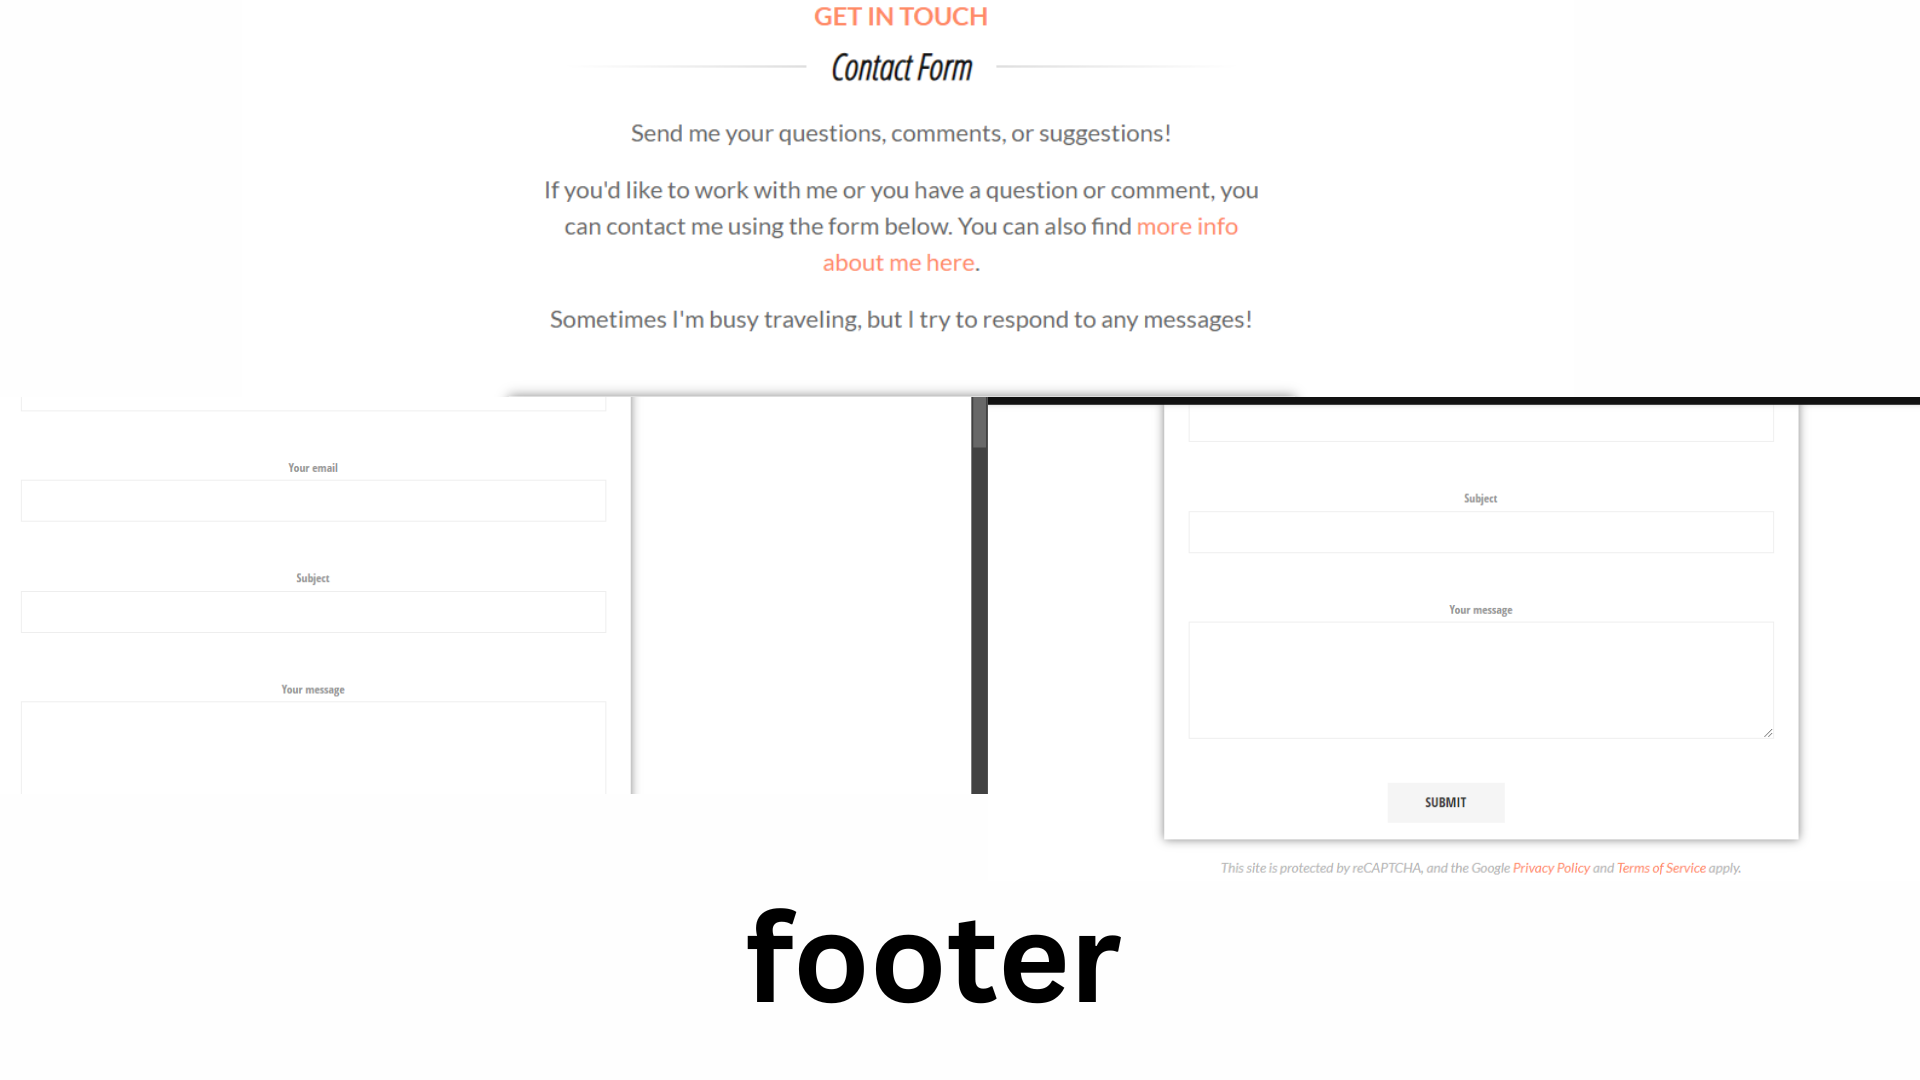 GET IN TOUCH
Contact Form
Send me your questions, comments, or suggestions!
If you'd like to work with me or you have a question or comment, you
can contact me using the form below. You can also find more info
about me here.
Sometimes I'm busy traveling, but I try to respond to any messages!
Your email
Subject
Your message
Subject
Your message
SUBMIT
This site is protected by reCAPTCHA, and the Google Privacy Policy and Terms of Service apply.
footer